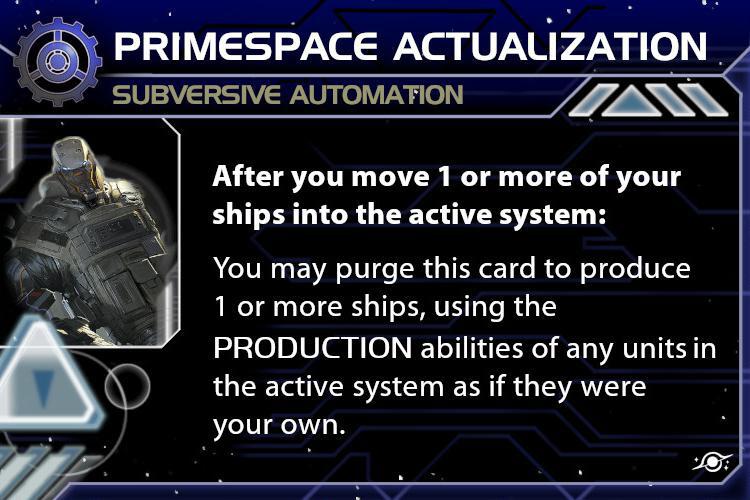 PRIMESPACE ACTUALIZATION
SUBVERSIVE AUTOMATION
After you move 1 or more of your
ships into the active system:
You may purge this card to produce
1 or more ships, using the
PRODUCTION abilities of any units in
the active system as if they were
your own.